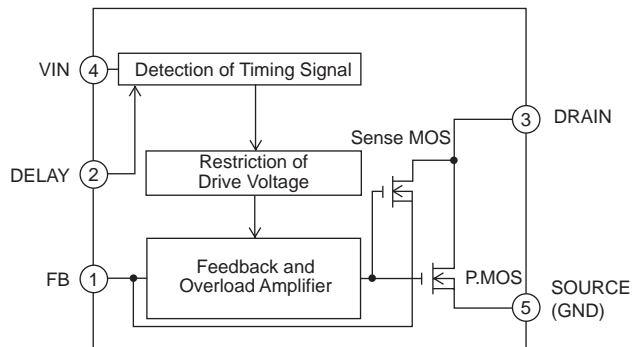 VIN
4
Detection of Timing Signal
3
DRAIN
Sense MOS
DELAY
2
Restriction of
Drive Voltage
FB
1
Feedback and
Overload Amplifier
P.MOS
5
SOURCE
(GND)